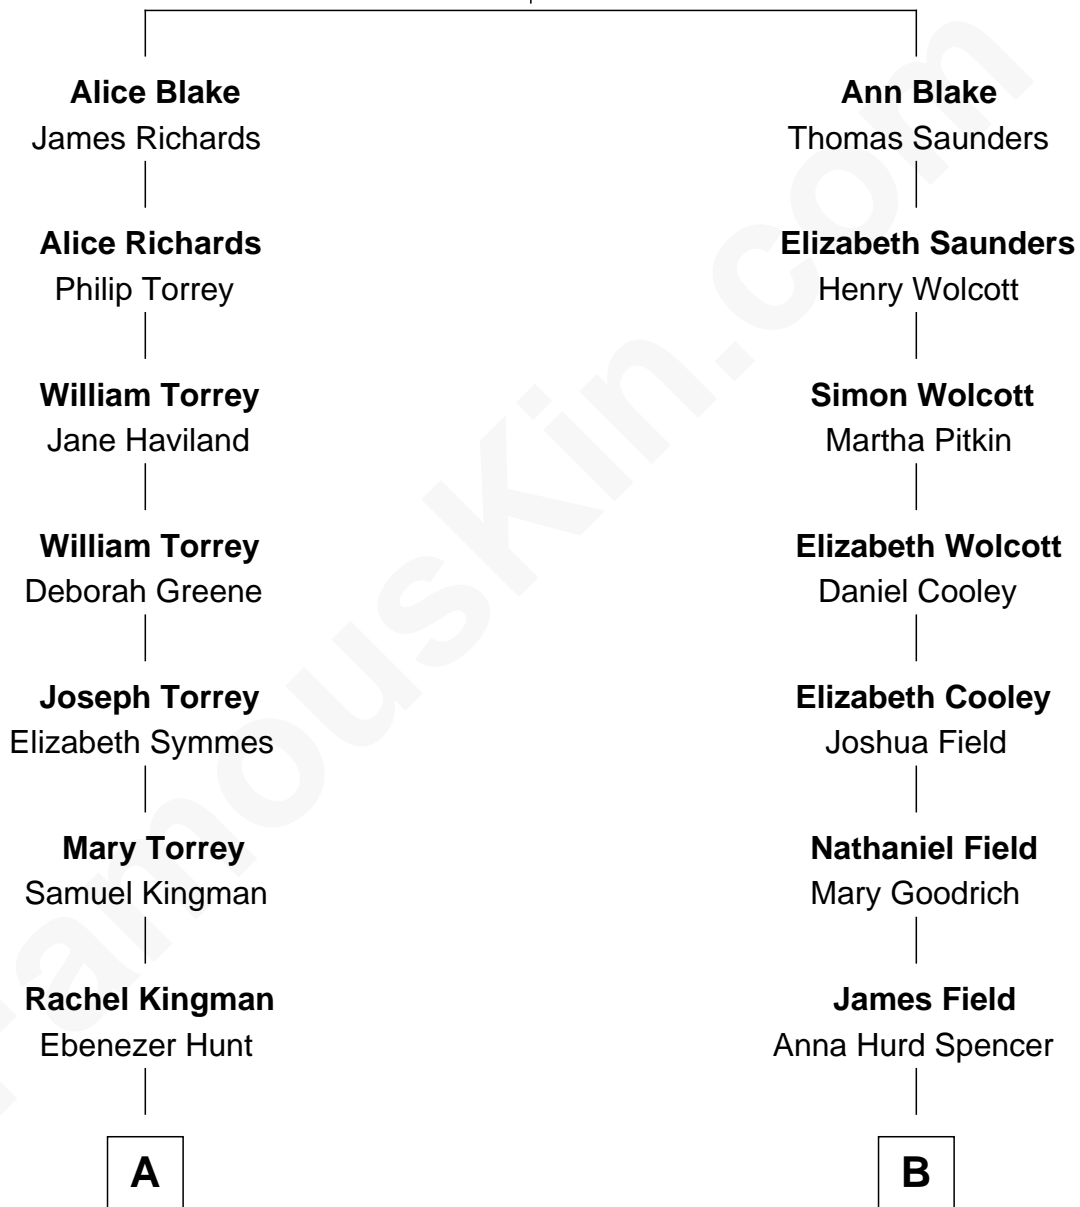 Alice Blake
James Richards
Alice Richards
Philip Torrey
William Torrey
Jane Haviland
William Torrey
Deborah Greene
Joseph Torrey
Elizabeth Symmes
Mary Torrey
Samuel Kingman
Rachel Kingman
Ebenezer Hunt
A
Ann Blake
Thomas Saunders
Elizabeth Saunders
Henry Wolcott
Simon Wolcott
Martha Pitkin
Elizabeth Wolcott
Daniel Cooley
Elizabeth Cooley
Joshua Field
Nathaniel Field
Mary Goodrich
James Field
Anna Hurd Spencer
B
FamousKin.com